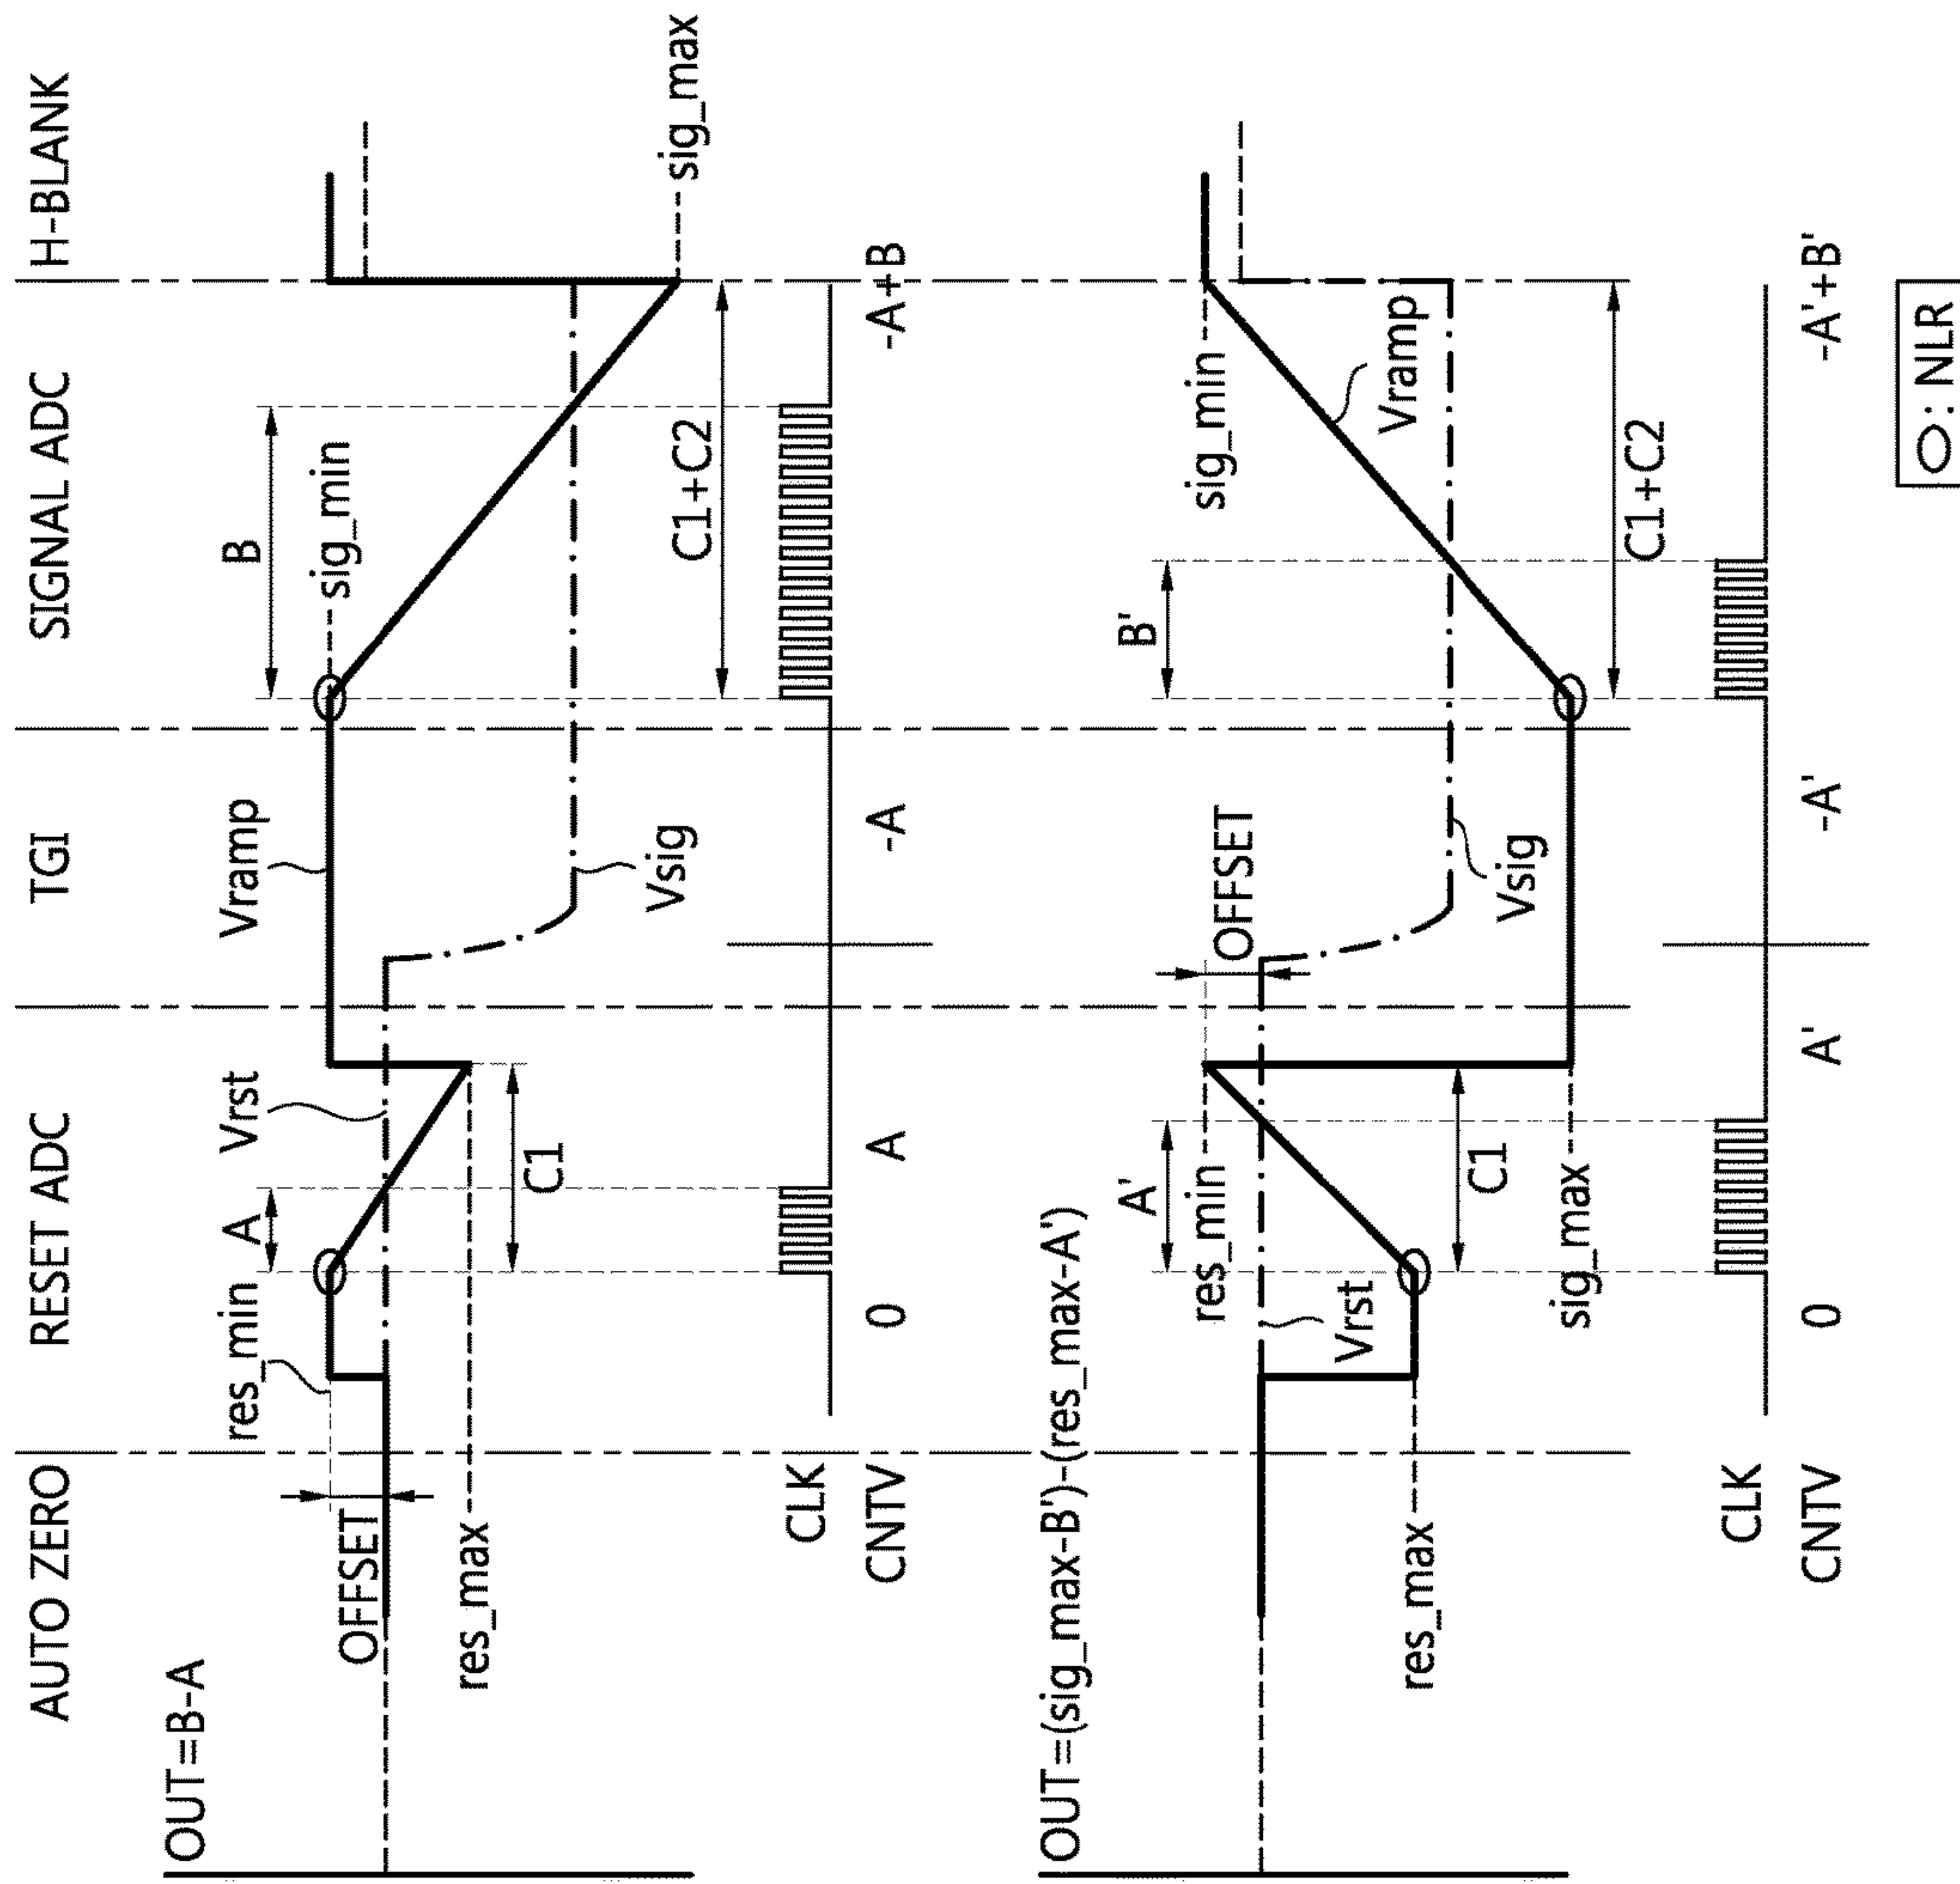 AUTO ZERO
RESET ADC
TGI
SIGNAL ADC
H-BLANK
OUT=B-A
res_min
A
Vrst
Vramp
B
sig_min
OFFSET
res_max
C1
Vsig
C1+C2
sig_max
CLK
CNTV
0
A
-A
-A+B
OUT=(sig_max-B')-(res_max-A')
A'
OFFSET
B'
res_min
sig_min
Vrst
Vramp
res_max
C1
Vsig
sig_max
C1+C2
CLK
CNTV
0
A'
-A'
-A'+B'
: NLR